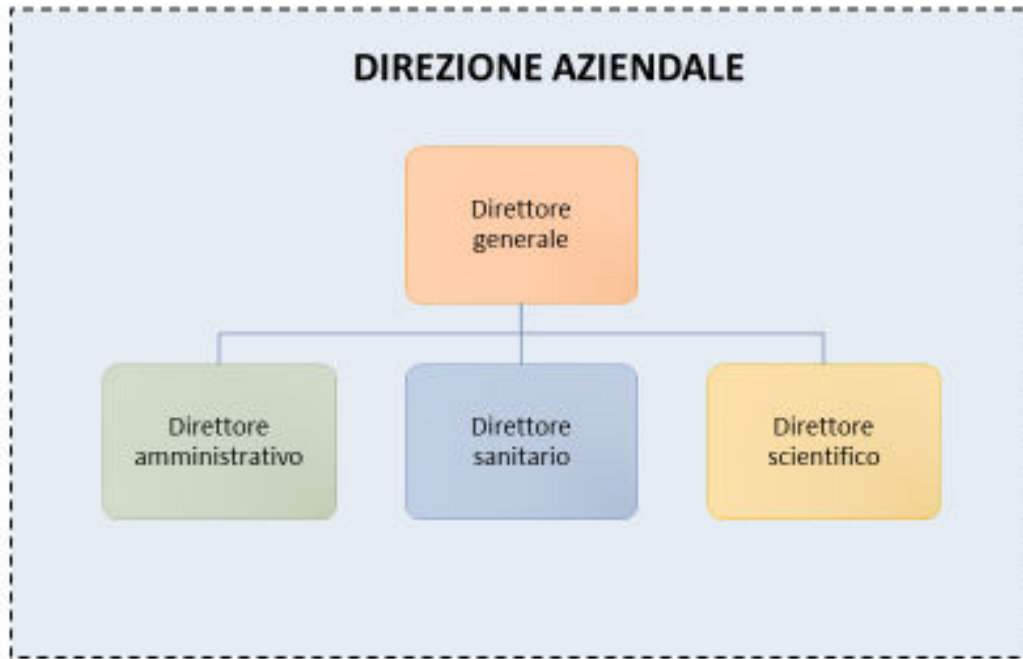 DIREZIONE AZIENDALE
Direttore
generale
Direttore
amministrativo
Direttore
sanitario
Direttore
scientifico